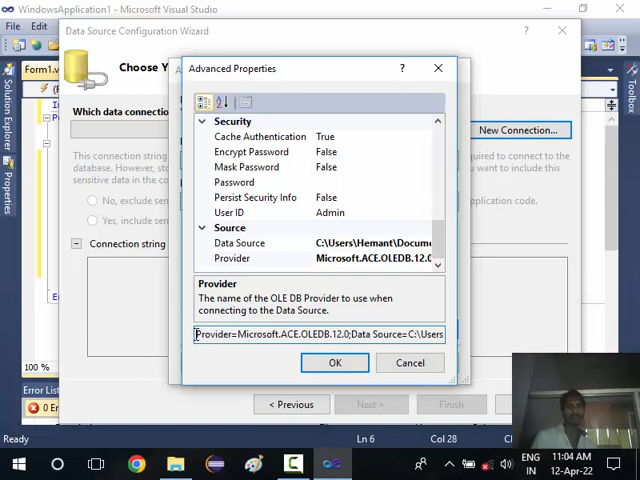 WindowsApplication1 - Microsoft Visual Studio
File
Edit
Data Source Configuration Wizard
Form1.v
Solution Explorer
Properties
Toolbox
Choose Y
Which data connection
New Connection...
This connection string
required to connect to the
database. However, sto
o you want to include this
sensitive data in the con
No, exclude sen
cation code.
Yes, include sen
Connection string
Advanced Properties
Security
Cache Authentication True
Encrypt Password False
Mask Password False
Password
Persist Security Info False
User ID Admin
Source
Data Source C:\Users\Hemant\Docume
Provider Microsoft.ACE.OLEDB.12.0
Provider
The name of the OLE DB Provider to use when
connecting to the Data Source.
Provider=Microsoft.ACE.OLEDB.12.0;Data Source=C:\Users
OK
Cancel
< Previous
Next >
Finish
100 %
Error List
0 E
Ready
Ln 6
Col 28
ENG
IN
11:04 AM
12-Apr-22